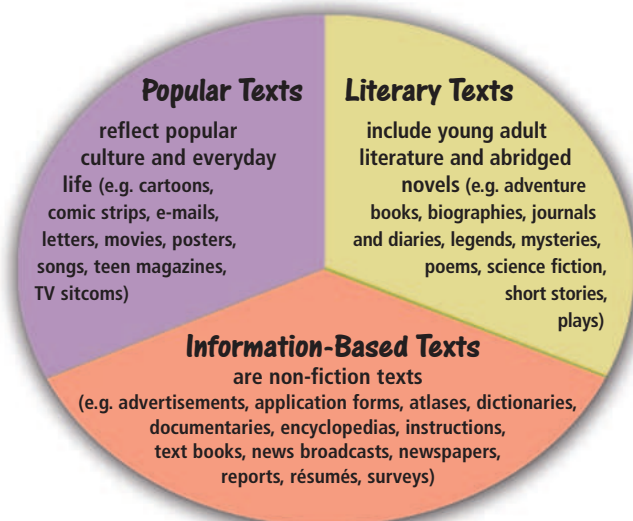 Popular Texts
reflect popular
culture and everyday
life (e.g. cartoons,
comic strips, e-mails,
letters, movies, posters,
songs, teen magazines,
TV sitcoms)
Literary Texts
include young adult
literature and abridged
novels (e.g. adventure
books, biographies, journals
and diaries, legends, mysteries,
poems, science fiction,
short stories,
plays)
Information-Based Texts
are non-fiction texts
(e.g. advertisements, application forms, atlases, dictionaries,
documentaries, encyclopedias, instructions,
text books, news broadcasts, newspapers,
reports, résumés, surveys)